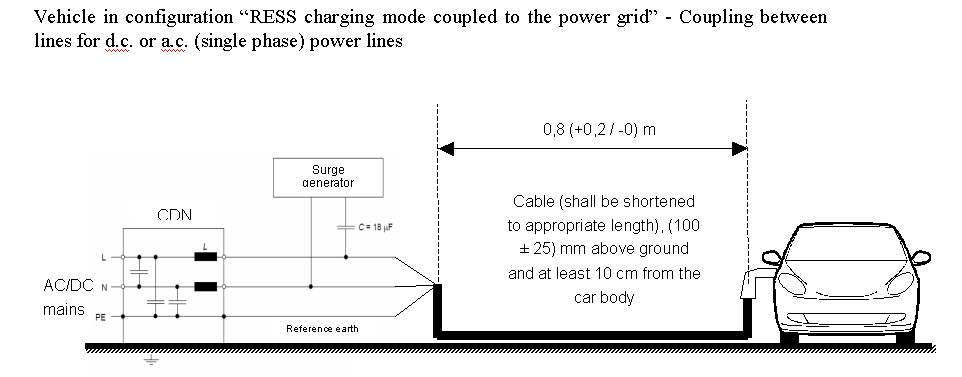 Vehicle in configuration “RESS charging mode coupled to the power grid” - Coupling between
lines for d.c. or a.c. (single phase) power lines
0,8 (+0,2 / -0) m
Surge
generator
Cable (shall be shortened
to appropriate length), (100
± 25) mm above ground
and at least 10 cm from the
car body
CDN
C = 18 µF
L
L
AC/DC
N
mains
PE
Reference earth